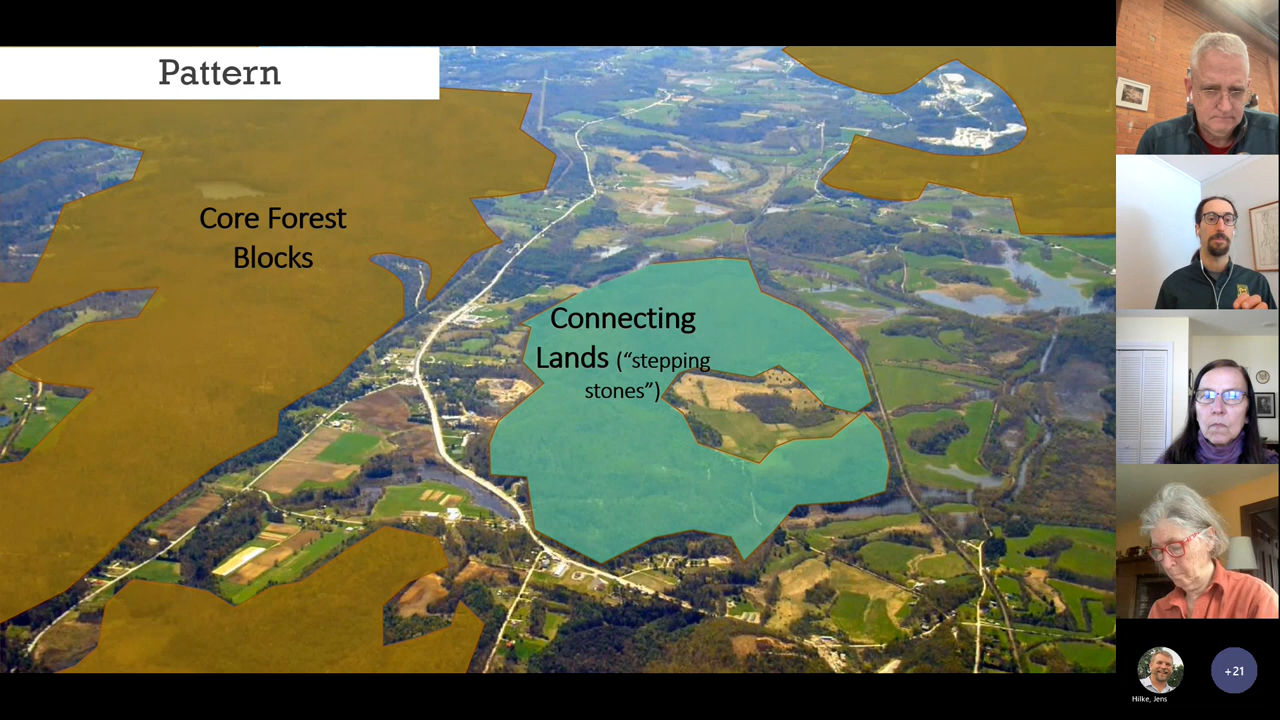 Pattern
Core Forest
Blocks
Connecting
Lands (“stepping
stones”)
Hilke, Jens
+21